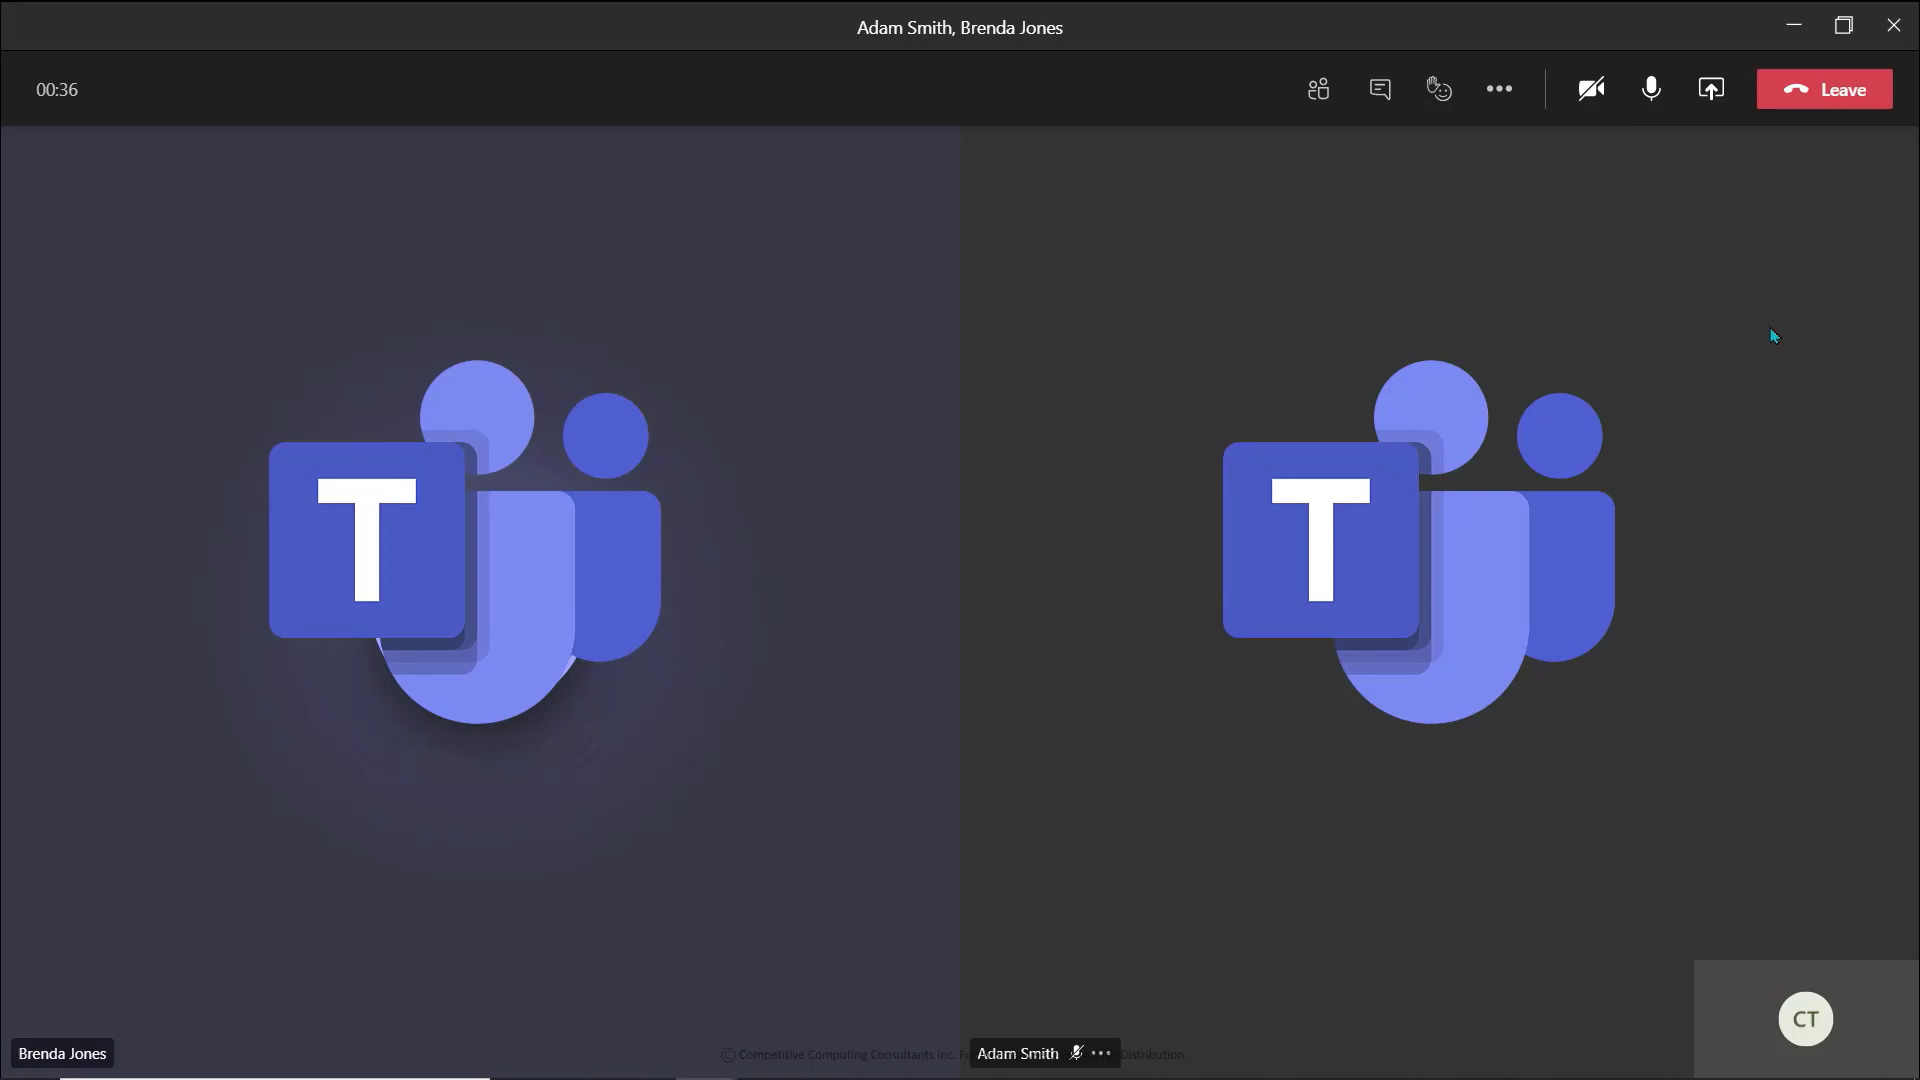 Adam Smith, Brenda Jones
00:36
Leave
T
T
CT
Brenda Jones
© Competitive Computing Consultants Inc.
Adam Smith
Distribution.